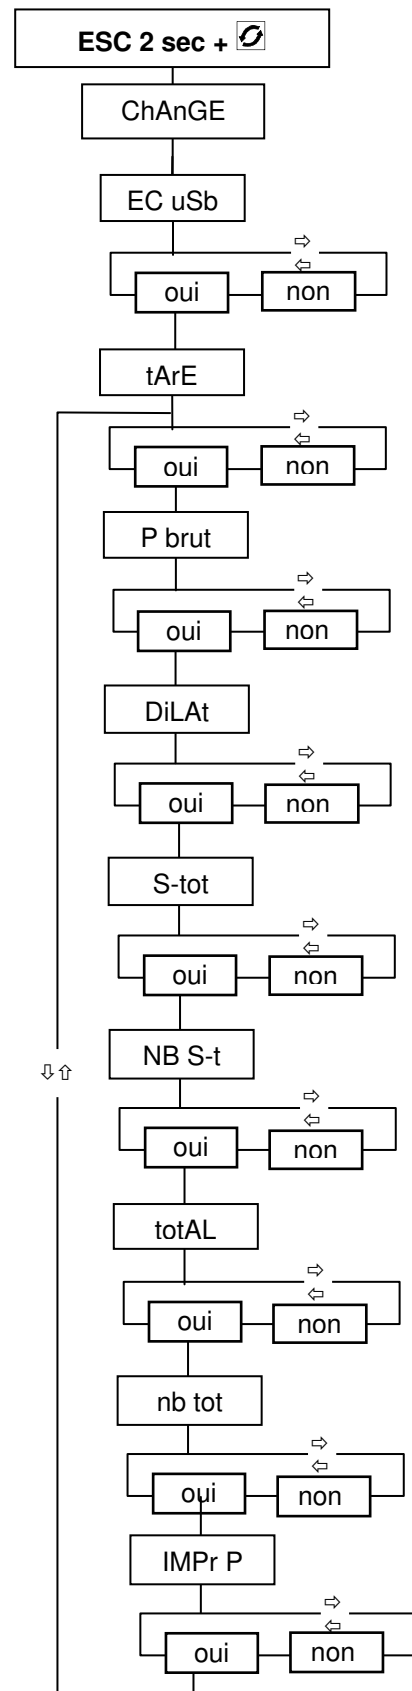 ESC 2 sec +
ChAnGE
EC uSb
⇨
⇦
oui non
tArE
⇨
⇦
oui non
P brut
⇨
⇦
oui non
DiLAt
⇨
⇦
oui non
S-tot
⇨
⇦
oui non
NB S-t
⇩⇧
⇨
⇦
oui non
totAL
⇨
⇦
oui non
nb tot
⇨
⇦
oui non
IMPr P
⇨
⇦
oui non